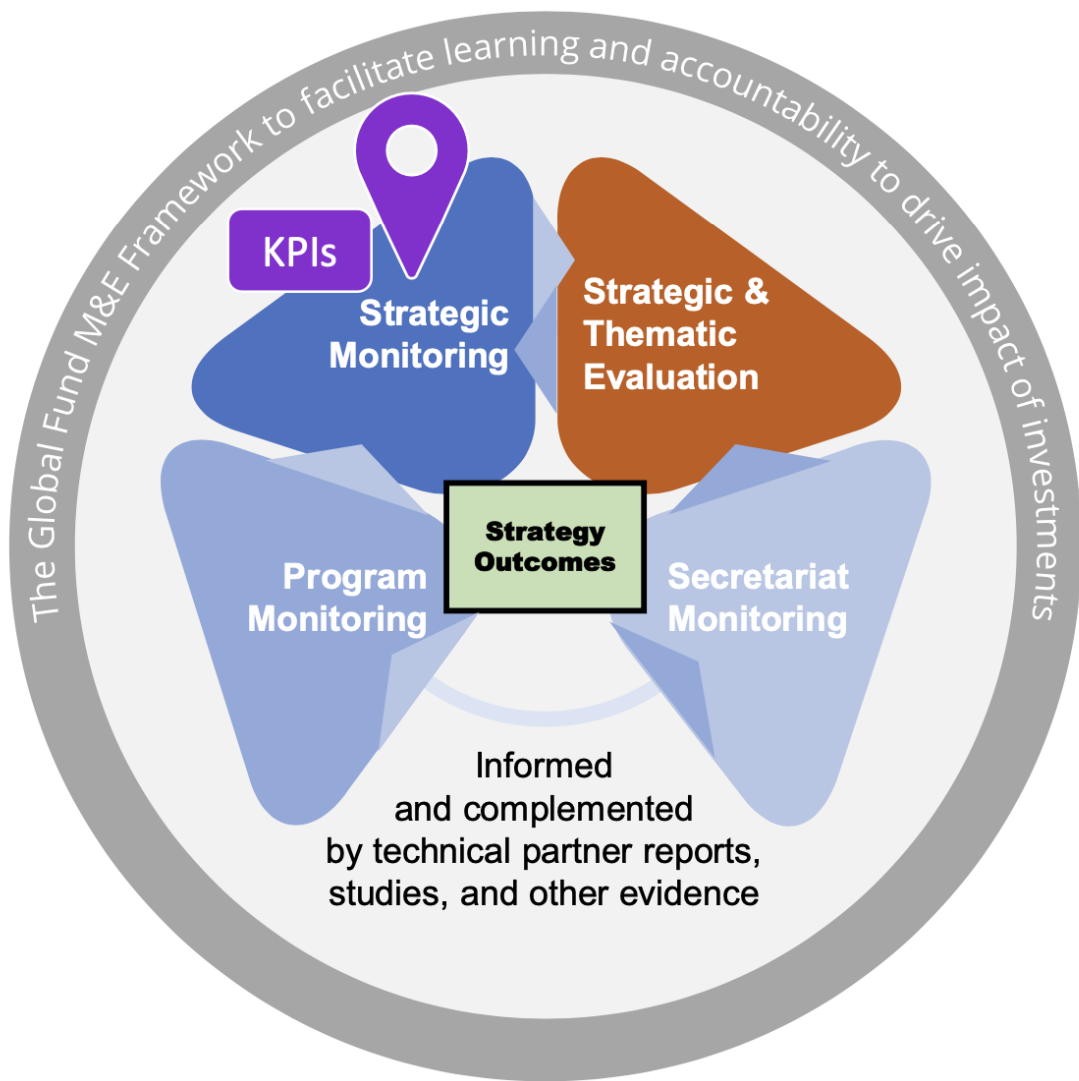 The Global Fund M&E Framework to facilitate learning and accountability to drive impact of investments
KPIs
Strategic
Monitoring
Strategic &
Thematic
Evaluation
Strategy
Outcomes
Program
Monitoring
Secretariat
Monitoring
Informed
and complemented
by technical partner reports,
studies, and other evidence